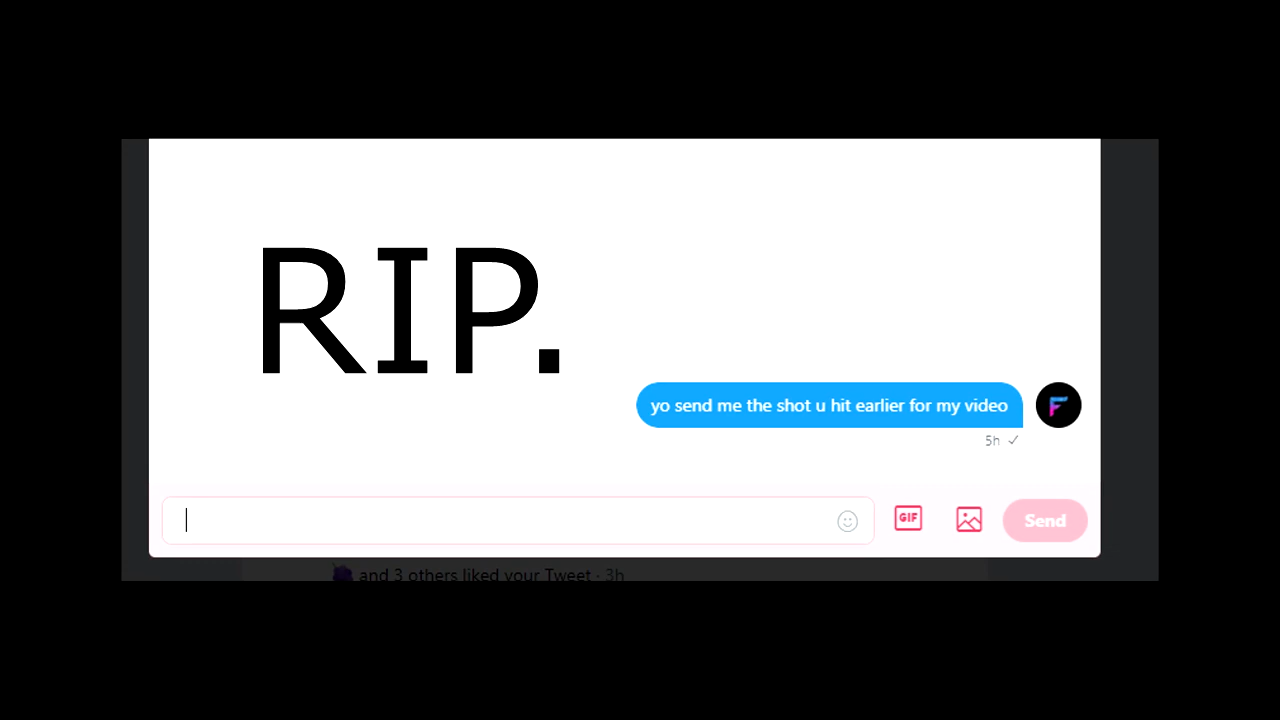 RIP.
yo send me the shot u hit earlier for my video
F
5h
GIF
Send
and 3 others liked your Tweet · 3h